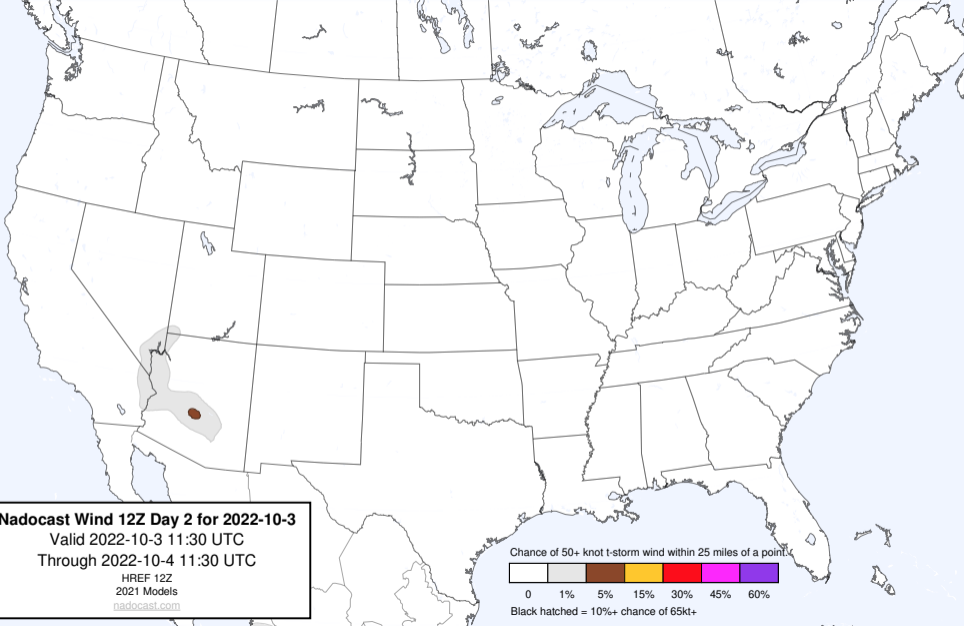 Nadocast Wind 12Z Day 2 for 2022-10-3
Valid 2022-10-3 11:30 UTC
Through 2022-10-4 11:30 UTC
HREF 12Z
2021 Models
nadocast.com
Chance of 50+ knot t-storm wind within 25 miles of a point.
0 1% 5% 15% 30% 45% 60%
Black hatched = 10%+ chance of 65kt+